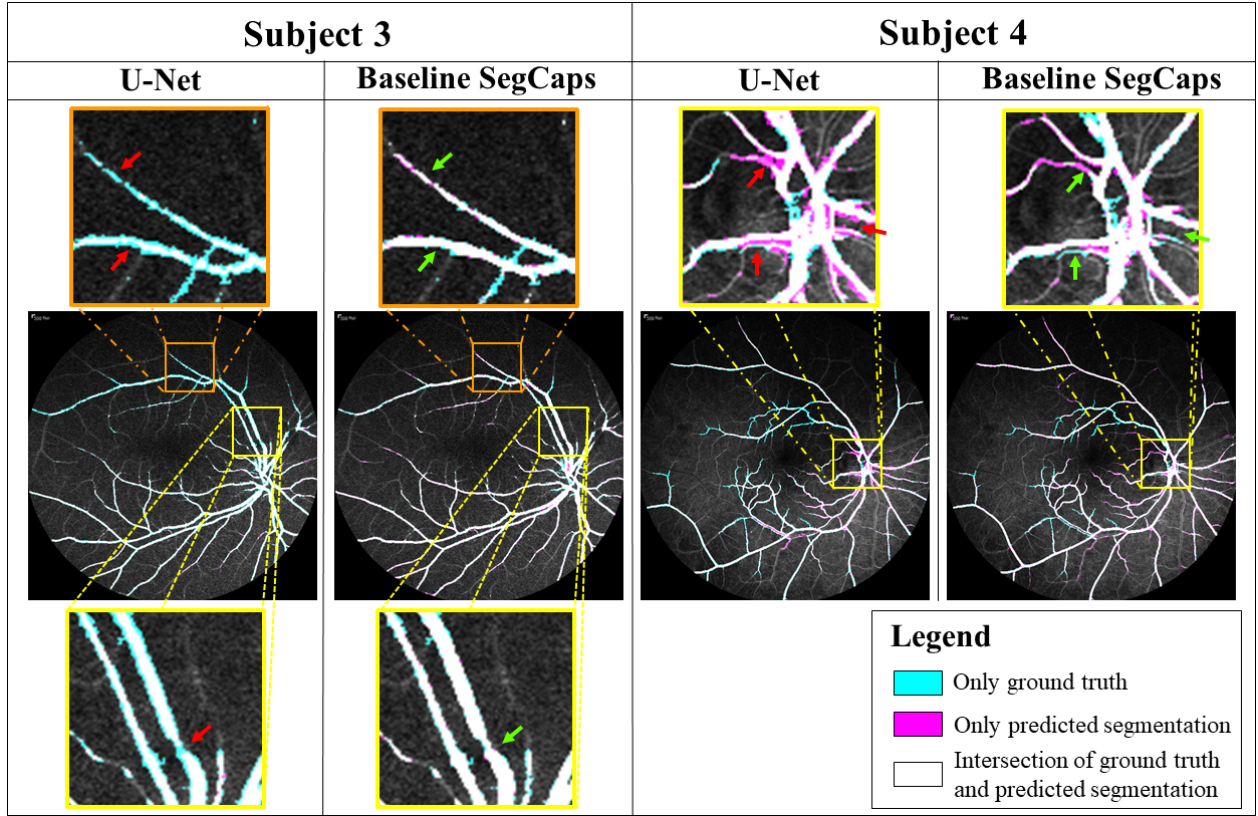 Subject 3
Subject 4
U-Net
Baseline SegCaps
U-Net
Baseline SegCaps
Legend
Only ground truth
Only predicted segmentation
Intersection of ground truth
and predicted segmentation